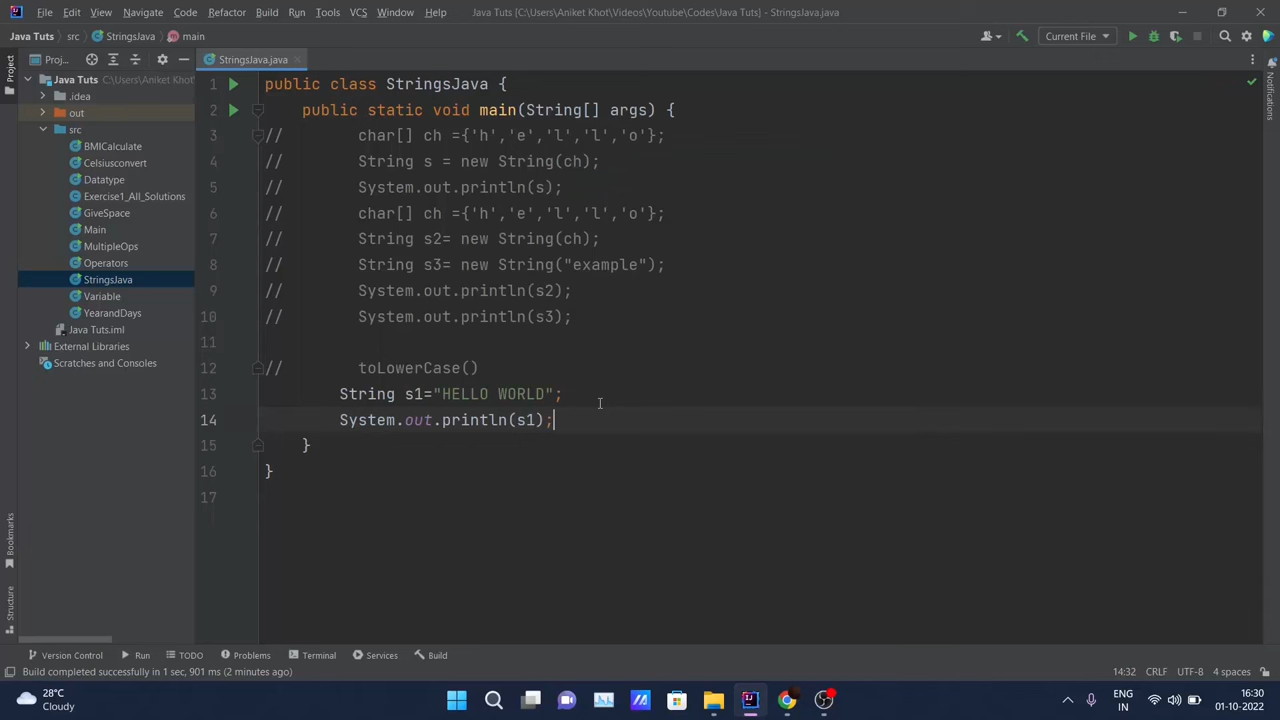 File Edit View Navigate Code Refactor Build Run Tools VCS Window Help Java Tuts [C:\Users\Aniket Khot\Videos\Youtube\Codes\Java Tuts] - StringsJava.java
Java Tuts src StringsJava main Current File
Project Proj... StringsJava.java
Java Tuts C:\Users\Aniket Khot\
.idea
out
src
BMICalculate
Celsiusconvert
Datatype
Exercise1_All_Solutions
GiveSpace
Main
MultipleOps
Operators
StringsJava
Variable
YearandDays
Java Tuts.iml
External Libraries
Scratches and Consoles
1 public class StringsJava {
2 public static void main(String[] args) {
3 // char[] ch ={'h','e','l','l','o'};
4 // String s = new String(ch);
5 // System.out.println(s);
6 // char[] ch ={'h','e','l','l','o'};
7 // String s2= new String(ch);
8 // String s3= new String("example");
9 // System.out.println(s2);
10 // System.out.println(s3);
11
12 // toLowerCase()
13 String s1="HELLO WORLD";
14 System.out.println(s1);
15 }
16 }
17
Notifications
Bookmarks
Structure
Version Control Run TODO Problems Terminal Services Build
Build completed successfully in 1 sec, 901 ms (2 minutes ago) 14:32 CRLF UTF-8 4 spaces
28°C
Cloudy
ENG
IN
16:30
01-10-2022